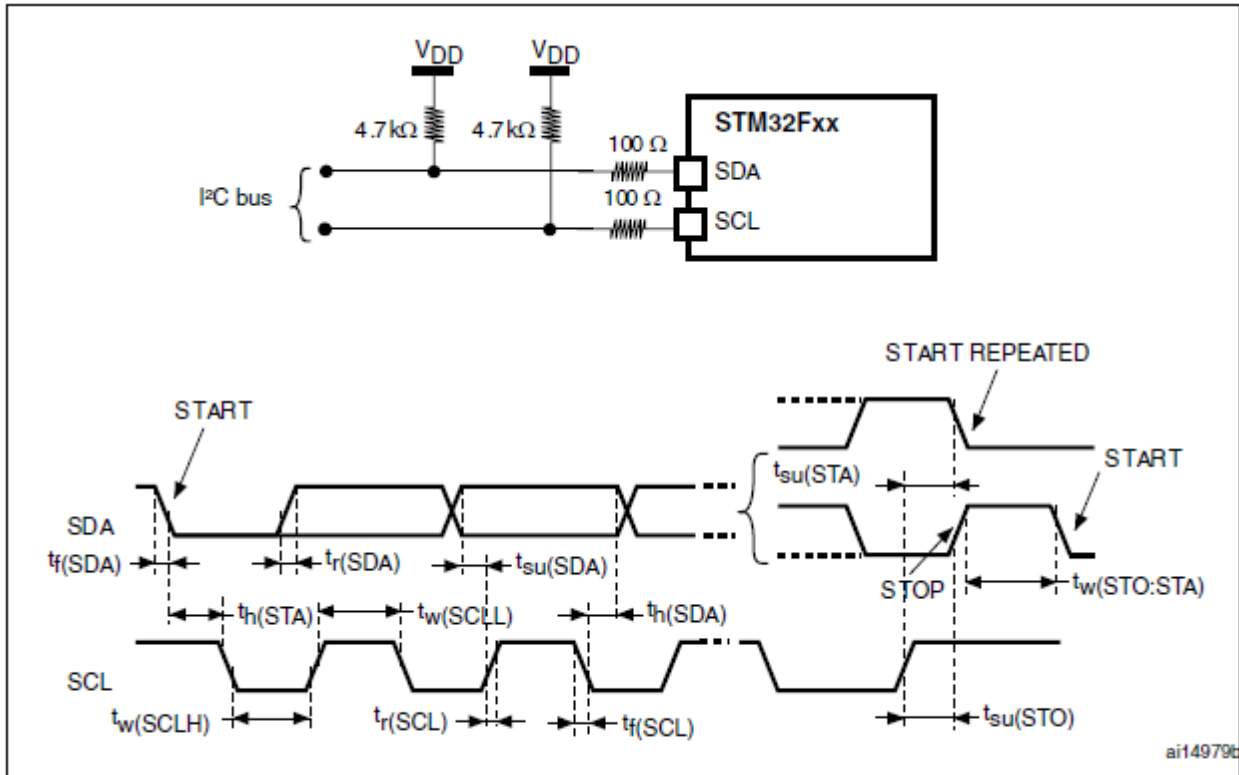 VDD VDD
4.7kΩ 4.7kΩ
STM32Fxx
100 Ω
SDA
I²C bus
100 Ω
SCL
START REPEATED
START
START
tsu(STA)
SDA
tf(SDA)
tr(SDA)
tsu(SDA)
STOP
tw(STO:STA)
th(STA)
tw(SCLL)
th(SDA)
SCL
tw(SCLH)
tr(SCL)
tf(SCL)
tsu(STO)
ai14979b